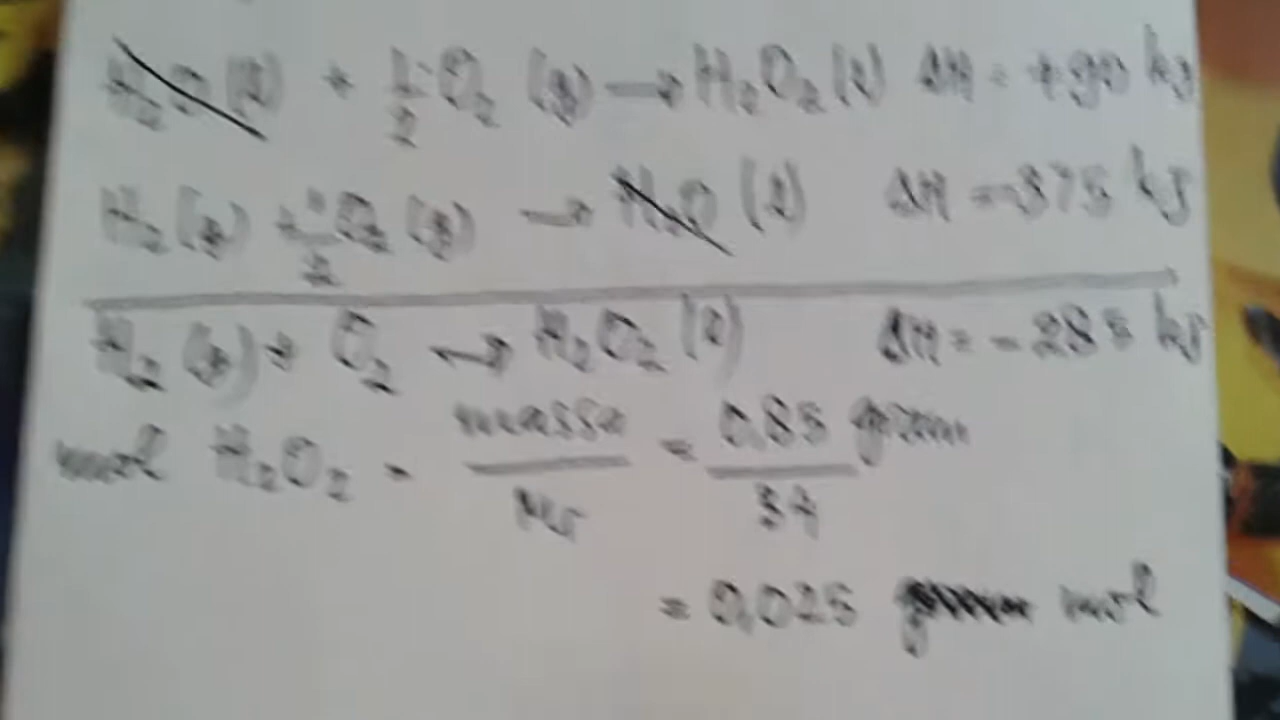 H₂O (l) + 1/2 O₂ (g) → H₂O₂ (l) ΔH = +90 kJ
H₂ (g) + 1/2 O₂ (g) → H₂O (l) ΔH = -375 kJ
H₂ (g) + O₂ → H₂O₂ (l) ΔH = -285 kJ
mol H₂O₂ = massa / Mr = 0,85 gram / 34
= 0,025 mol